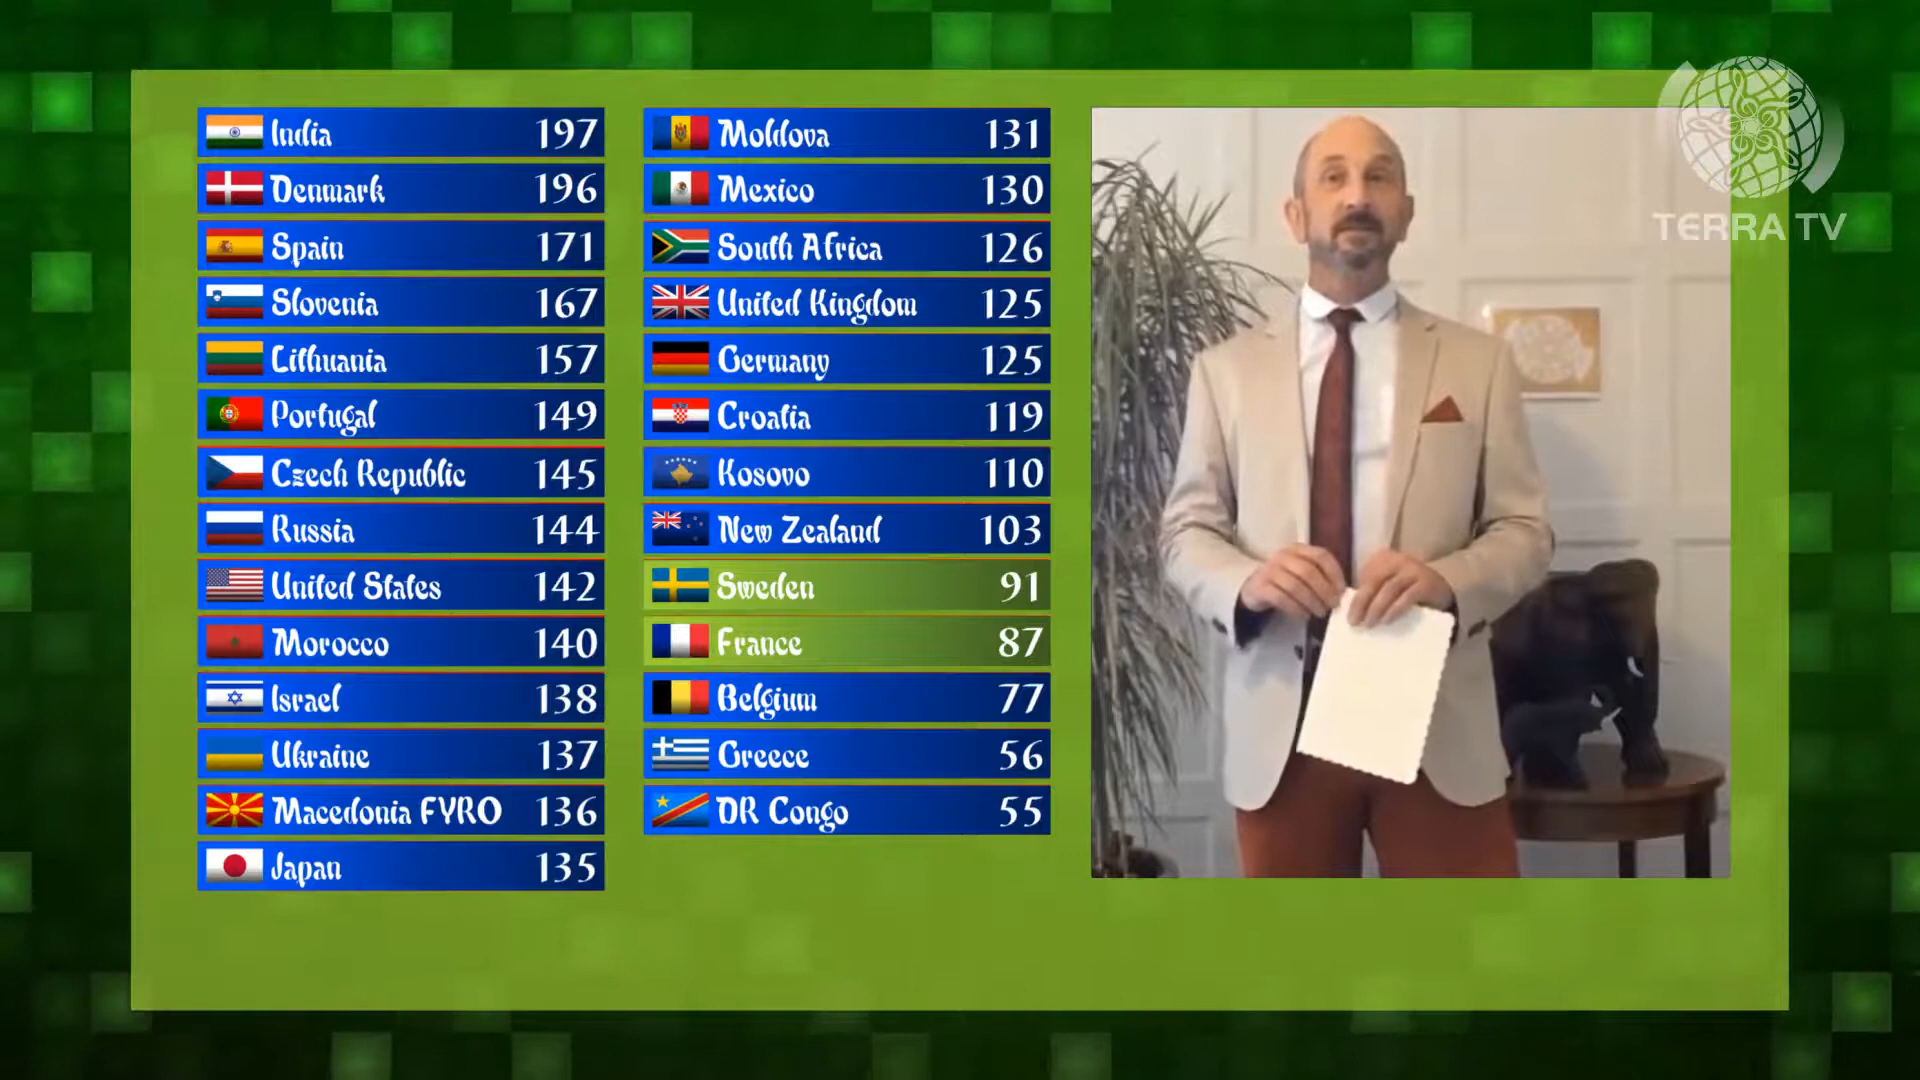 India 197
Denmark 196
Spain 171
Slovenia 167
Lithuania 157
Portugal 149
Czech Republic 145
Russia 144
United States 142
Morocco 140
Israel 138
Ukraine 137
Macedonia FYRO 136
Japan 135
Moldova 131
Mexico 130
South Africa 126
United Kingdom 125
Germany 125
Croatia 119
Kosovo 110
New Zealand 103
Sweden 91
France 87
Belgium 77
Greece 56
DR Congo 55
TERRA TV